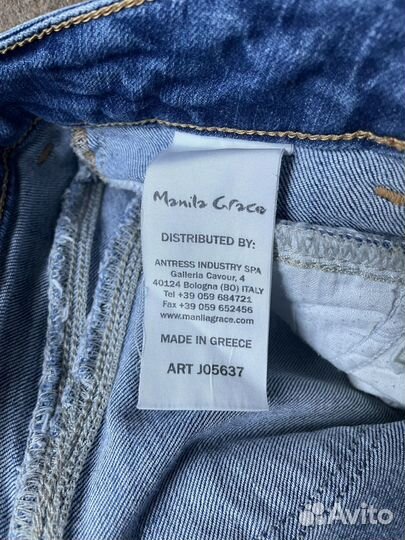 Manila Grace
DISTRIBUTED BY:
ANTRESS INDUSTRY SPA
Galleria Cavour, 4
40124 Bologna (BO) ITALY
Tel +39 059 684721
Fax +39 059 652456
www.manilagrace.com
MADE IN GREECE
ART J05637
Avito